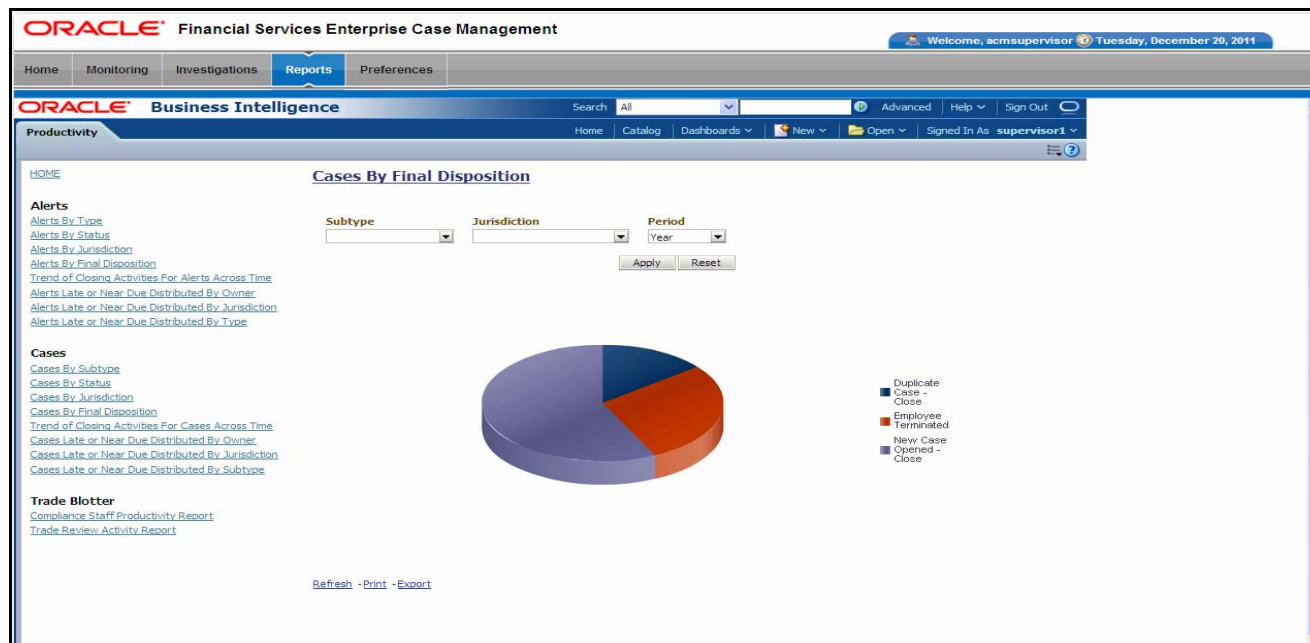 ORACLE Financial Services Enterprise Case Management
Welcome, acmsupervisor Tuesday, December 20, 2011
Home Monitoring Investigations Reports Preferences
ORACLE Business Intelligence
Search All Advanced Help Sign Out
Productivity
Home Catalog Dashboards New Open Signed In As supervisor1
HOME
Alerts
Alerts By Type
Alerts By Status
Alerts By Jurisdiction
Alerts By Final Disposition
Trend of Closing Activities For Alerts Across Time
Alerts Late or Near Due Distributed By Owner
Alerts Late or Near Due Distributed By Jurisdiction
Alerts Late or Near Due Distributed By Type
Cases
Cases By Subtype
Cases By Status
Cases By Jurisdiction
Cases By Final Disposition
Trend of Closing Activities For Cases Across Time
Cases Late or Near Due Distributed By Owner
Cases Late or Near Due Distributed By Jurisdiction
Cases Late or Near Due Distributed By Subtype
Trade Blotter
Compliance Staff Productivity Report
Trade Review Activity Report
Cases By Final Disposition
Subtype Jurisdiction Period
Year
Apply Reset
Duplicate
Case -
Close
Employee
Terminated
New Case
Opened -
Close
Refresh - Print - Export